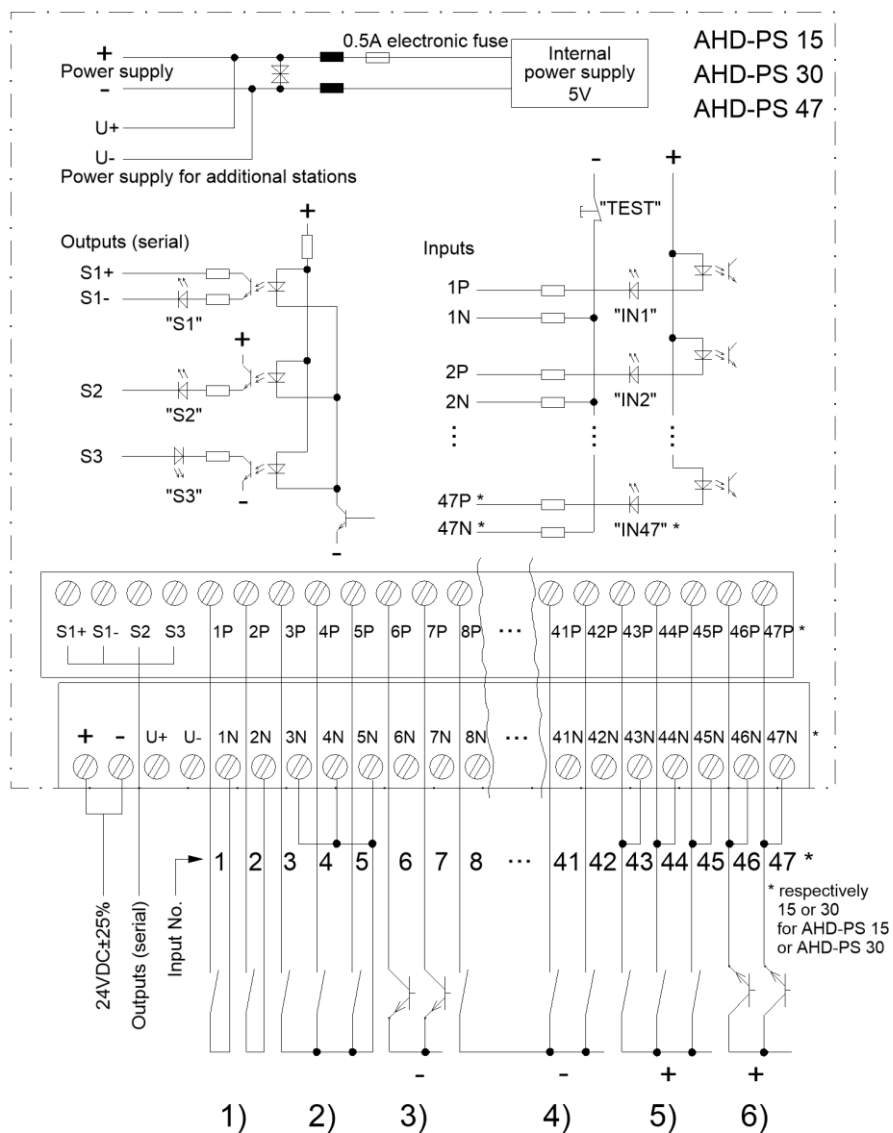 +
0.5A electronic fuse
Internal
power supply
5V
AHD-PS 15
AHD-PS 30
AHD-PS 47
Power supply
-
U+
U-
Power supply for additional stations
+
Outputs (serial)
S1+
S1-
"S1"
+
S2
"S2"
S3
"S3"
-
-
- +
"TEST"
Inputs
1P
1N
"IN1"
2P
2N
"IN2"
⋮ ⋮ ⋮
47P *
47N *
"IN47" *
S1+ S1- S2 S3 1P 2P 3P 4P 5P 6P 7P 8P ... 41P 42P 43P 44P 45P 46P 47P *
+ - U+ U- 1N 2N 3N 4N 5N 6N 7N 8N ... 41N 42N 43N 44N 45N 46N 47N *
1 2 3 4 5 6 7 8 ... 41 42 43 44 45 46 47 *
24VDC±25%
Outputs (serial)
Input No.
* respectively
15 or 30
for AHD-PS 15
or AHD-PS 30
- - + +
1) 2) 3) 4) 5) 6)